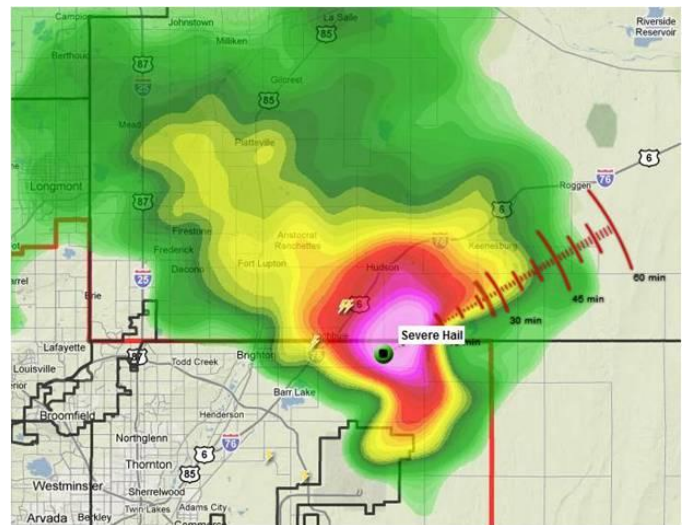 Campion
Johnstown
La Salle
Riverside
Reservoir
Milliken
85
Berthoud
87
25
Gilcrest
85
Mead
Platteville
6
Longmont
76
Roggen
87
6
Firestone
Aristocrat
Ranchettes
Keenesburg
Frederick
Dacono
Fort Lupton
Hudson
25
60 min
Erie
45 min
6
30 min
Severe Hail
Lafayette
87
Brighton
Todd Creek
Louisville
Barr Lake
Broomfield
Henderson
Northglenn
76
6
Thornton
85
Westminster
Sherrelwood
Twin Lakes
Adams City
Arvada
Berkley